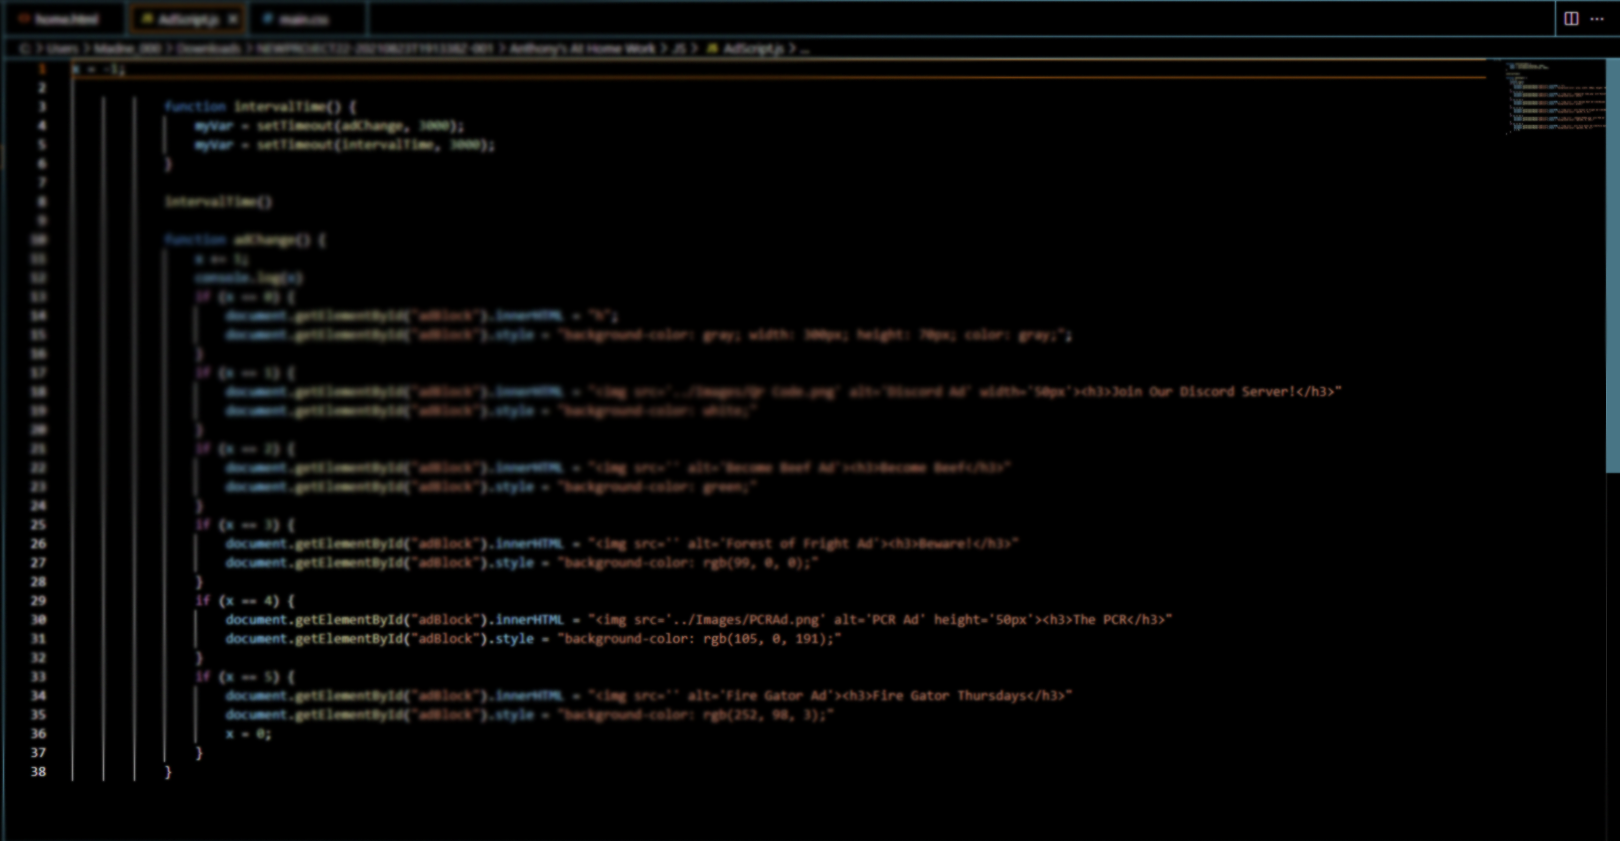 home.html AdScript.js main.css
C: > Users > Madne_000 > Downloads > > Anthony's At Home Work > JS > AdScript.js > ...
1 x = -1;
2
3 function intervalTime() {
4 myVar = setTimeout(adChange, 3000);
5 myVar = setTimeout(intervalTime, 3000);
6 }
7
8 intervalTime()
9
10 function adChange() {
11 x += 1;
12 console.log(x)
13 if (x == 0) {
14 document.getElementById("adBlock").innerHTML = "h";
15 document.getElementById("adBlock").style = "background-color: gray; width: 300px; height: 70px; color: gray;";
16 }
17 if (x == 1) {
18 document.getElementById("adBlock").innerHTML = "<img src='../Images/Qr Code.png' alt='Discord Ad' width='50px'><h3>Join Our Discord Server!</h3>"
19 document.getElementById("adBlock").style = "background-color: white;"
20 }
21 if (x == 2) {
22 document.getElementById("adBlock").innerHTML = "<img src='' alt='Become Beef Ad'><h3>Become Beef</h3>"
23 document.getElementById("adBlock").style = "background-color: green;"
24 }
25 if (x == 3) {
26 document.getElementById("adBlock").innerHTML = "<img src='' alt='Forest of Fright Ad'><h3>Beware!</h3>"
27 document.getElementById("adBlock").style = "background-color: rgb(99, 0, 0);"
28 }
29 if (x == 4) {
30 document.getElementById("adBlock").innerHTML = "<img src='../Images/PCRAd.png' alt='PCR Ad' height='50px'><h3>The PCR</h3>"
31 document.getElementById("adBlock").style = "background-color: rgb(105, 0, 191);"
32 }
33 if (x == 5) {
34 document.getElementById("adBlock").innerHTML = "<img src='' alt='Fire Gator Ad'><h3>Fire Gator Thursdays</h3>"
35 document.getElementById("adBlock").style = "background-color: rgb(252, 98, 3);"
36 x = 0;
37 }
38 }